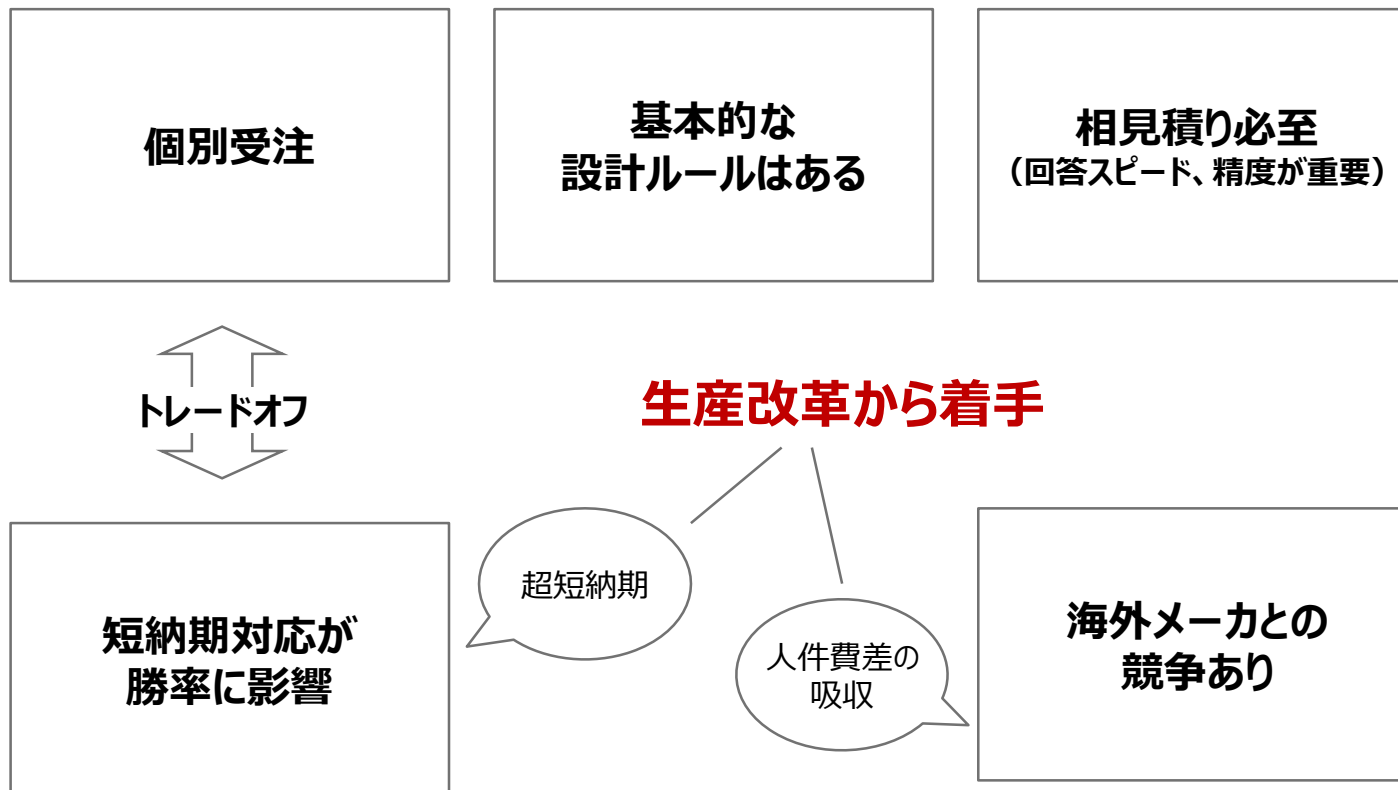 個別受注
基本的な
設計ルールはある
相見積り必至
（回答スピード、精度が重要）
トレードオフ
生産改革から着手
超短納期
人件費差の
吸収
短納期対応が
勝率に影響
海外メーカとの
競争あり